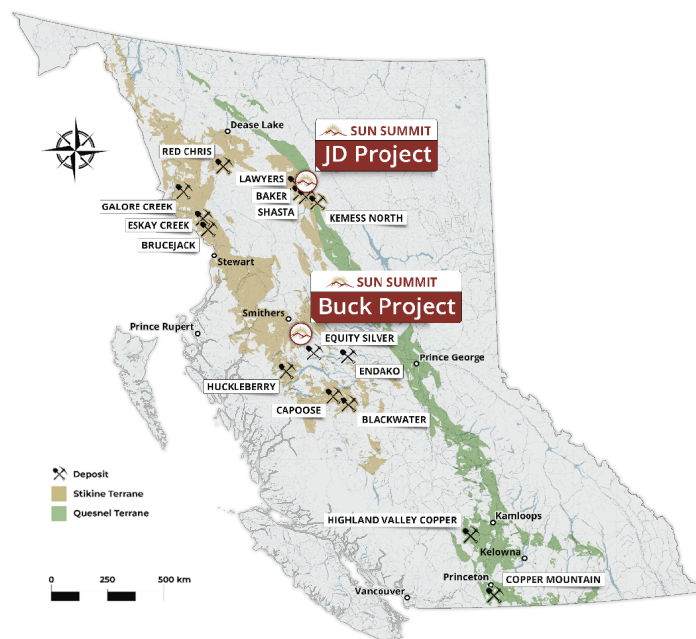 Dease Lake
SUN SUMMIT
JD Project
RED CHRIS
LAWYERS
BAKER
SHASTA
KEMESS NORTH
GALORE CREEK
ESKAY CREEK
BRUCEJACK
Stewart
SUN SUMMIT
Buck Project
Smithers
Prince Rupert
EQUITY SILVER
Prince George
ENDAKO
HUCKLEBERRY
CAPOOSE
BLACKWATER
Deposit
Stikine Terrane
Quesnel Terrane
HIGHLAND VALLEY COPPER
Kamloops
Kelowna
0 250 500 km
Princeton
COPPER MOUNTAIN
Vancouver